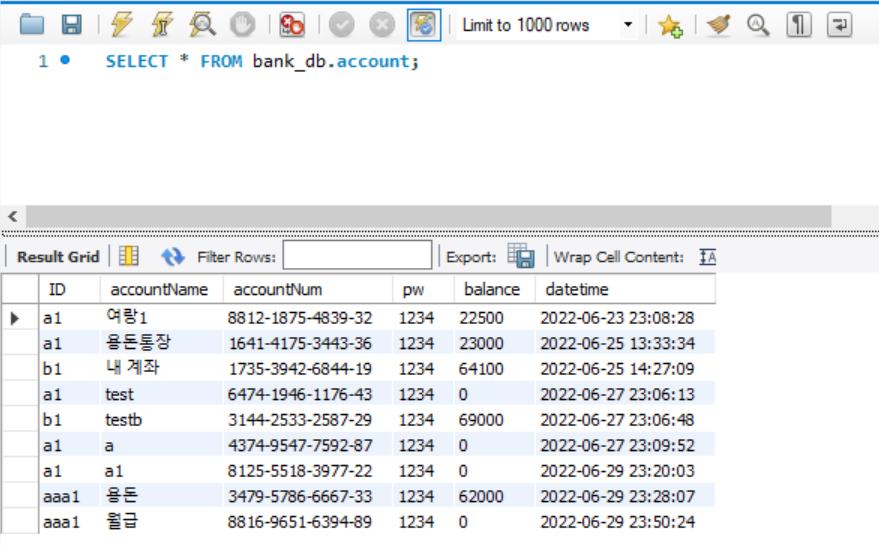 Limit to 1000 rows
1 SELECT * FROM bank_db.account;
Result Grid Filter Rows: Export: Wrap Cell Content: IA
ID accountName accountNum pw balance datetime
a1 여랑1 8812-1875-4839-32 1234 22500 2022-06-23 23:08:28
a1 용돈통장 1641-4175-3443-36 1234 23000 2022-06-25 13:33:34
b1 내 계좌 1735-3942-6844-19 1234 64100 2022-06-25 14:27:09
a1 test 6474-1946-1176-43 1234 0 2022-06-27 23:06:13
b1 testb 3144-2533-2587-29 1234 69000 2022-06-27 23:06:48
a1 a 4374-9547-7592-87 1234 0 2022-06-27 23:09:52
a1 a1 8125-5518-3977-22 1234 0 2022-06-29 23:20:03
aaa1 용돈 3479-5786-6667-33 1234 62000 2022-06-29 23:28:07
aaa1 월급 8816-9651-6394-89 1234 0 2022-06-29 23:50:24